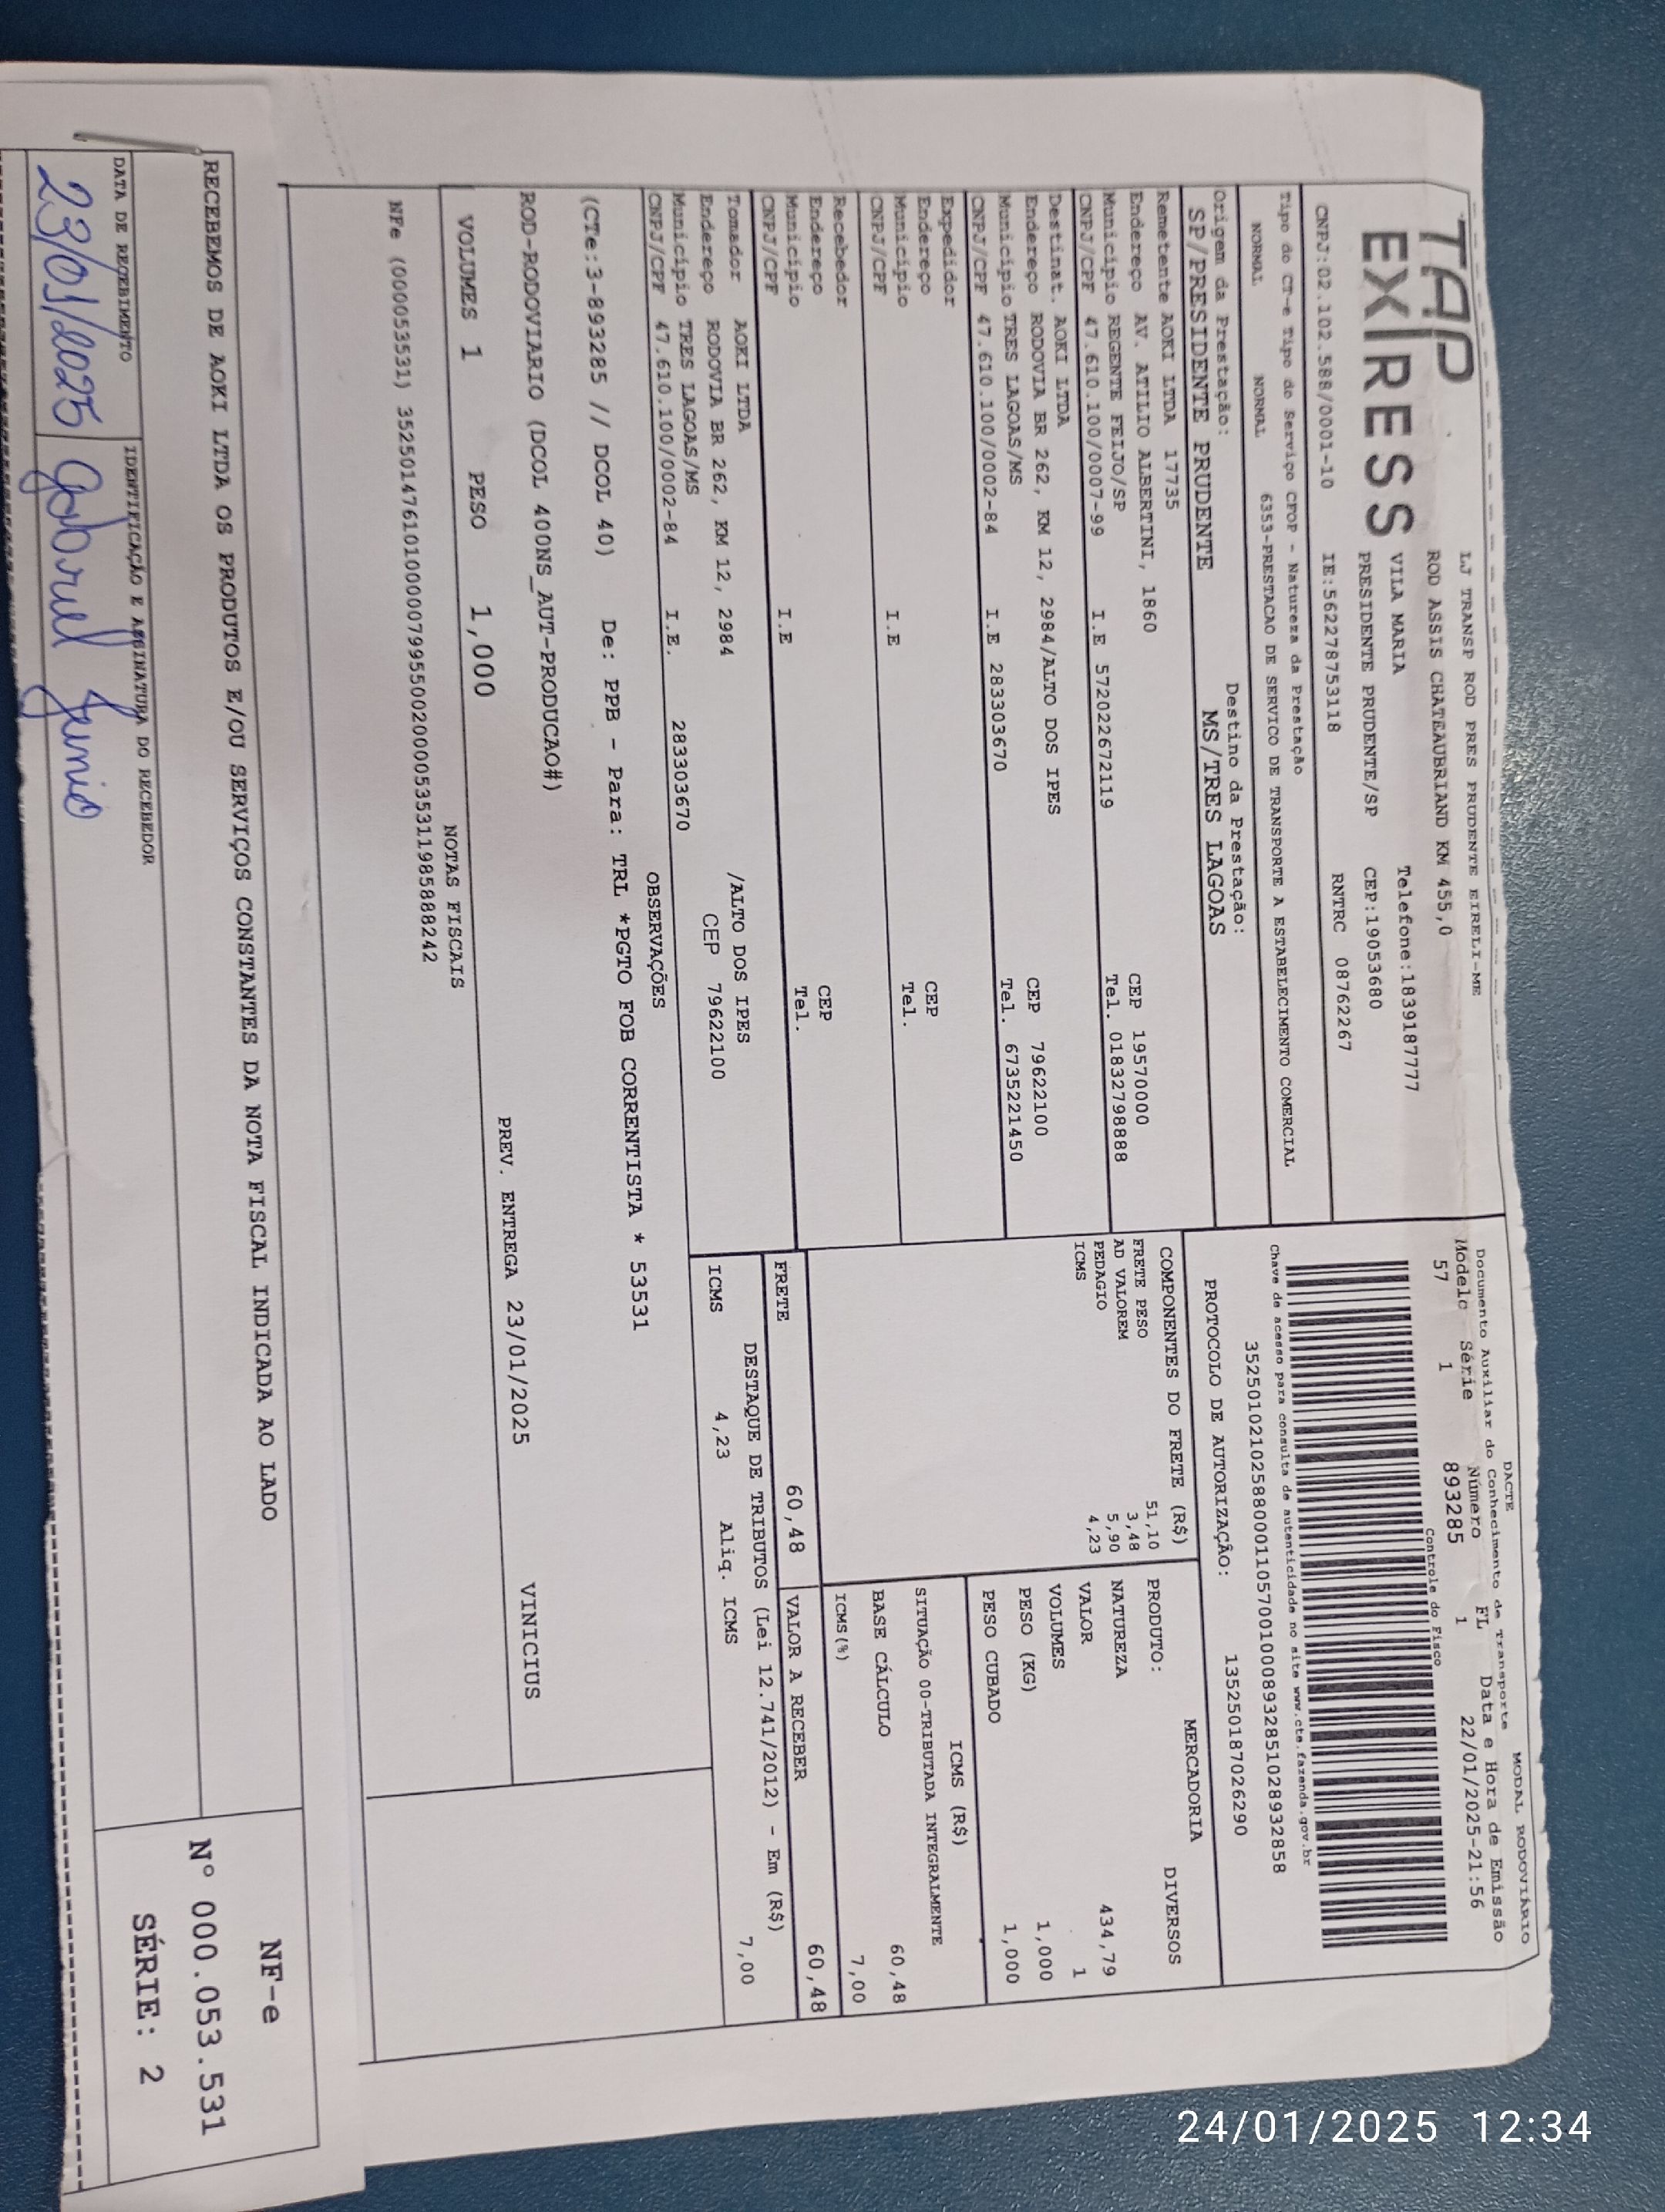 TAP
EXPRESS
LJ TRANSP ROD PRES PRUDENTE EIRELI-ME
ROD ASSIS CHATEAUBRIAND KM 455,0
VILA MARIA Telefone:1839187777
PRESIDENTE PRUDENTE/SP CEP:19053680
CNPJ:02.102.588/0001-10 IE:562278753118 RNTRC 08762267
Tipo do CT-e Tipo do Serviço CFOP - Natureza da Prestação
NORMAL NORMAL 6353-PRESTACAO DE SERVICO DE TRANSPORTE A ESTABELECIMENTO COMERCIAL
Origem da Prestação: Destino da Prestação:
SP/PRESIDENTE PRUDENTE MS/TRES LAGOAS
Remetente AOKI LTDA 17735
Endereço AV. ATILIO ALBERTINI, 1860 CEP 19570000
Município REGENTE FEIJO/SP Tel. 01832798888
CNPJ/CPF 47.610.100/0007-99 I.E 572022672119
Destinat. AOKI LTDA
Endereço RODOVIA BR 262, KM 12, 2984/ALTO DOS IPES CEP 79622100
Município TRES LAGOAS/MS Tel. 6735221450
CNPJ/CPF 47.610.100/0002-84 I.E 283303670
Expedidor
Endereço CEP
Município Tel.
CNPJ/CPF I.E
Recebedor
Endereço CEP
Município Tel.
CNPJ/CPF I.E
Tomador AOKI LTDA /ALTO DOS IPES
Endereço RODOVIA BR 262, KM 12, 2984 CEP 79622100
Município TRES LAGOAS/MS
CNPJ/CPF 47.610.100/0002-84 I.E. 283303670
DACTE MODAL RODOVIÁRIO
Documento Auxiliar do Conhecimento de Transporte
Modelo Série Número FL Data e Hora de Emissão
57 1 893285 1 22/01/2025-21:56
Controle do Fisco
Chave de acesso para consulta de autenticidade no site www.cte.fazenda.gov.br
35250102102588000110570010008932851028932858
PROTOCOLO DE AUTORIZAÇÃO: 135250187026290
COMPONENTES DO FRETE (R$)
FRETE PESO 51,10
AD VALOREM 3,48
PEDAGIO 5,90
ICMS 4,23
MERCADORIA
PRODUTO: DIVERSOS
NATUREZA
VALOR 434,79
VOLUMES 1
PESO (KG) 1,000
PESO CUBADO 1,000
ICMS (R$)
SITUAÇÃO 00-TRIBUTADA INTEGRALMENTE
BASE CÁLCULO 60,48
ICMS(%) 7,00
FRETE 60,48 VALOR A RECEBER 60,48
DESTAQUE DE TRIBUTOS (Lei 12.741/2012) - Em (R$)
ICMS 4,23 Aliq. ICMS 7,00
OBSERVAÇÕES
(CTe:3-893285 // DCOL 40) De: PPB - Para: TRL *PGTO FOB CORRENTISTA * 53531
ROD-RODOVIARIO (DCOL 400NS_AUT-PRODUCAO#)
VOLUMES 1 PESO 1,000 PREV. ENTREGA 23/01/2025 VINICIUS
NOTAS FISCAIS
NFe (000053531) 35250147610100000799550020000535311985888242
RECEBEMOS DE AOKI LTDA OS PRODUTOS E/OU SERVIÇOS CONSTANTES DA NOTA FISCAL INDICADA AO LADO
DATA DE RECEBIMENTO IDENTIFICAÇÃO E ASSINATURA DO RECEBEDOR
23/01/2025 Gabriel Junio
NF-e
Nº 000.053.531
SÉRIE: 2
24/01/2025 12:34